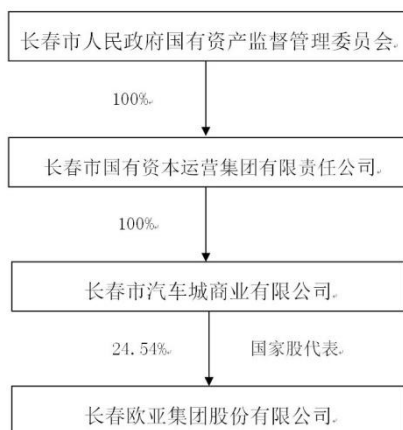 长春市人民政府国有资产监督管理委员会
100%
长春市国有资本运营集团有限责任公司
100%
长春市汽车城商业有限公司
24.54% 国家股代表
长春欧亚集团股份有限公司